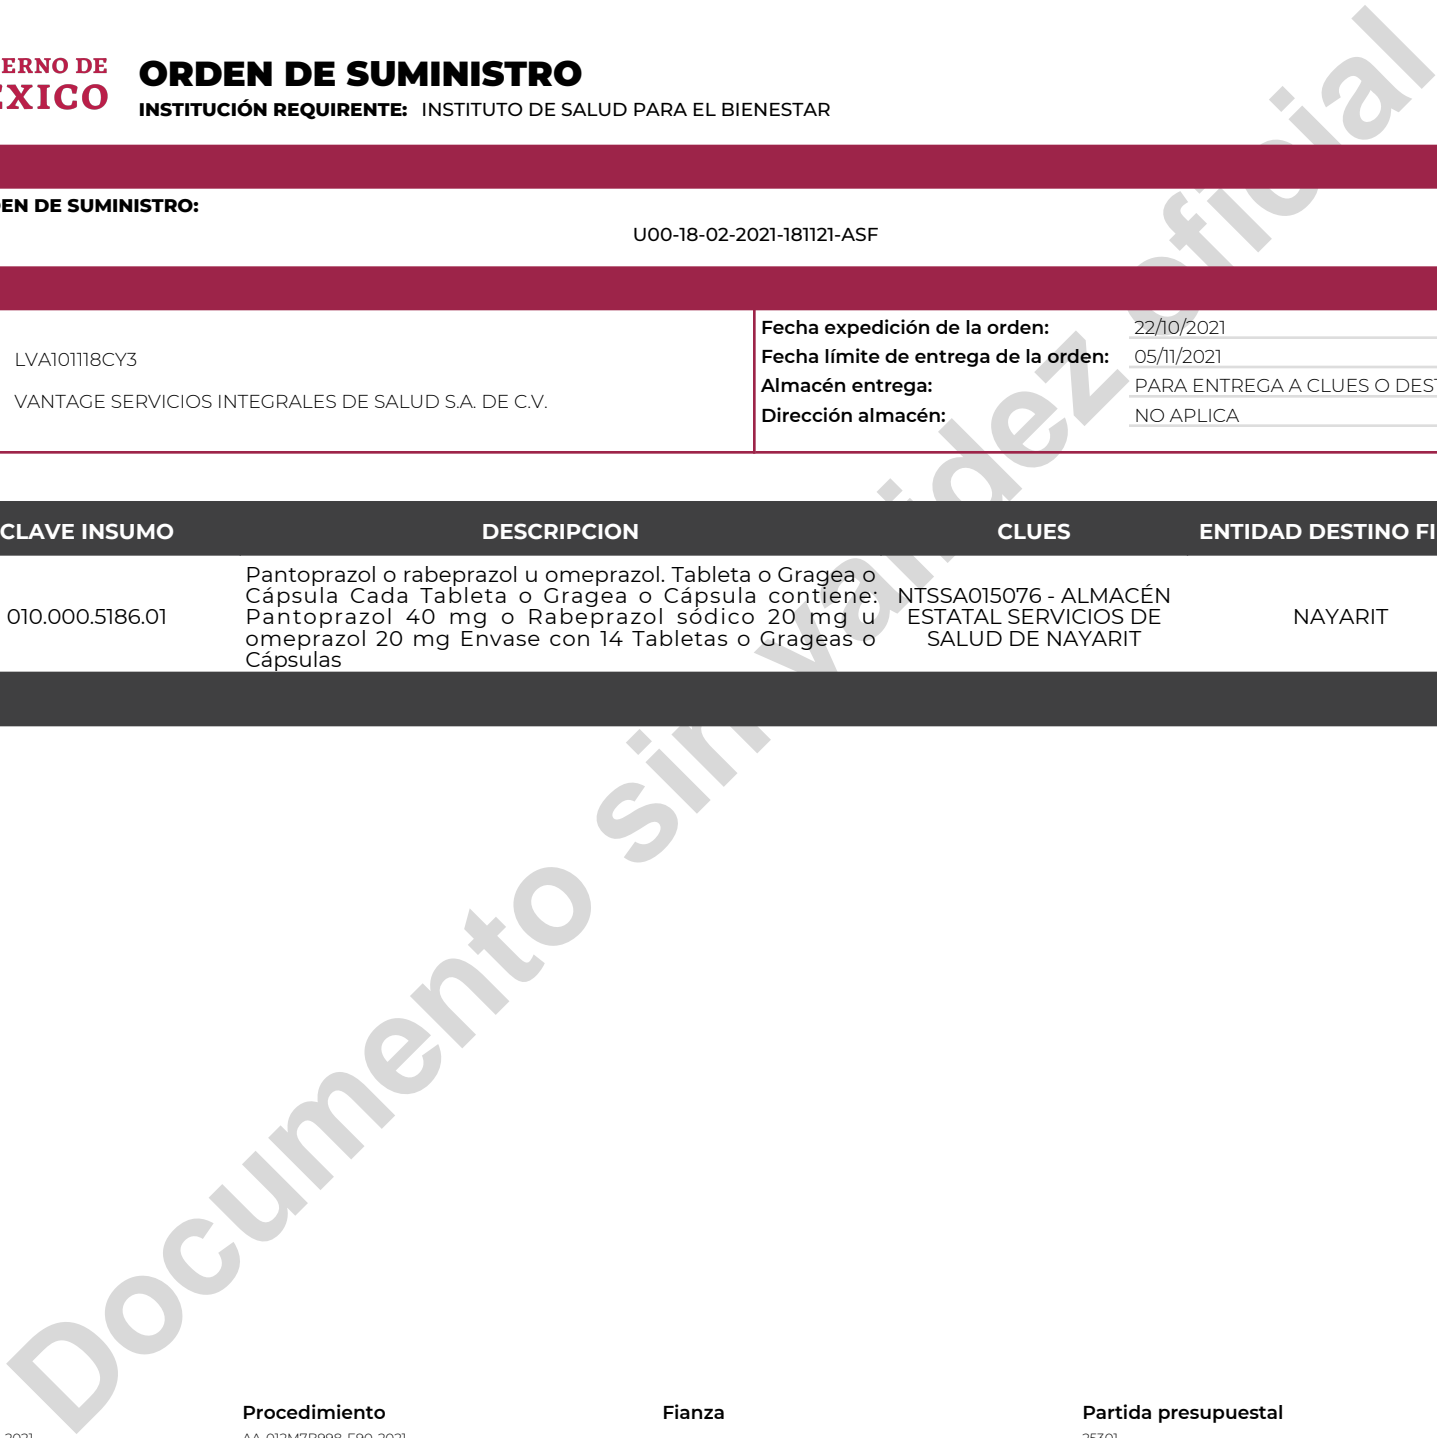 ERNO DE
ORDEN DE SUMINISTRO
EXICO
INSTITUCIÓN REQUIRENTE: INSTITUTO DE SALUD PARA EL BIENESTAR
EN DE SUMINISTRO:
U00-18-02-2021-181121-ASF
LVA101118CY3
VANTAGE SERVICIOS INTEGRALES DE SALUD S.A. DE C.V.
Fecha expedición de la orden: 22/10/2021
Fecha límite de entrega de la orden: 05/11/2021
Almacén entrega: PARA ENTREGA A CLUES O DEST
Dirección almacén: NO APLICA
CLAVE INSUMO DESCRIPCION CLUES ENTIDAD DESTINO FI
010.000.5186.01
Pantoprazol o rabeprazol u omeprazol. Tableta o Gragea o
Cápsula Cada Tableta o Gragea o Cápsula contiene:
Pantoprazol 40 mg o Rabeprazol sódico 20 mg u
omeprazol 20 mg Envase con 14 Tabletas o Grageas o
Cápsulas
NTSSA015076 - ALMACÉN
ESTATAL SERVICIOS DE
SALUD DE NAYARIT
NAYARIT
Documento sin validez oficial
Procedimiento Fianza Partida presupuestal